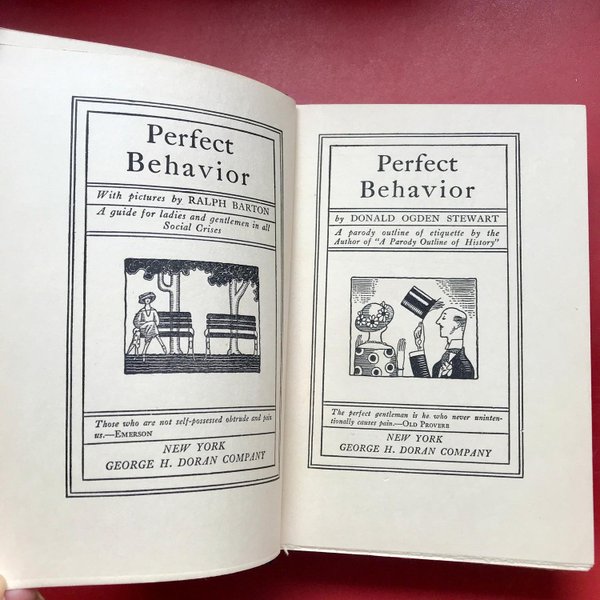 Perfect
Behavior
With pictures by RALPH BARTON
A guide for ladies and gentlemen in all
Social Crises
Those who are not self-possessed obtrude and pain
us.—EMERSON
NEW YORK
GEORGE H. DORAN COMPANY
Perfect
Behavior
by DONALD OGDEN STEWART
A parody outline of etiquette by the
Author of "A Parody Outline of History"
The perfect gentleman is he who never uninten-
tionally causes pain.—OLD PROVERB
NEW YORK
GEORGE H. DORAN COMPANY